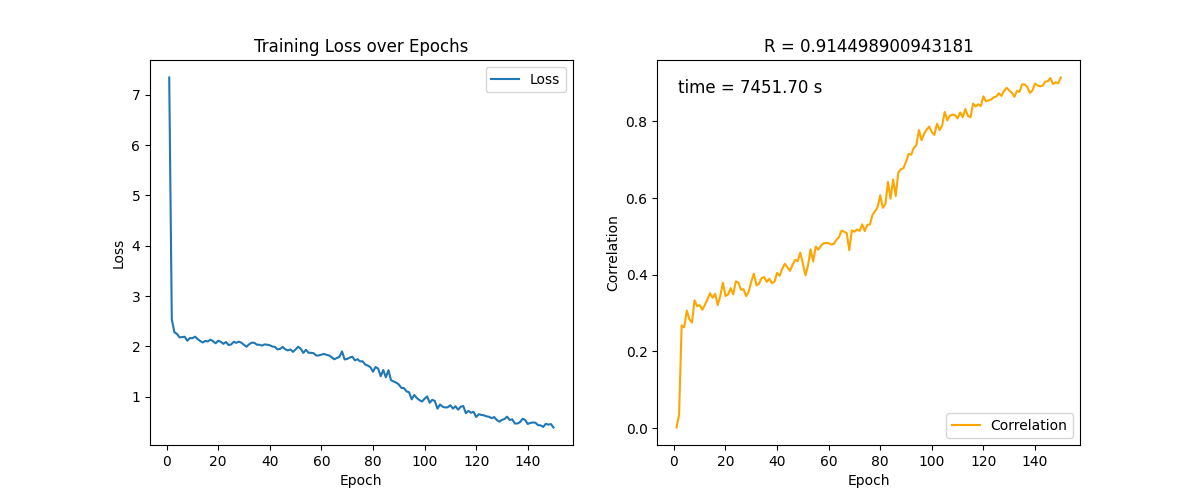 Training Loss over Epochs
Loss
7
6
5
4
3
2
1
Loss
0 20 40 60 80 100 120 140
Epoch
R = 0.914498900943181
time = 7451.70 s
0.8
0.6
0.4
0.2
0.0
Correlation
Correlation
0 20 40 60 80 100 120 140
Epoch